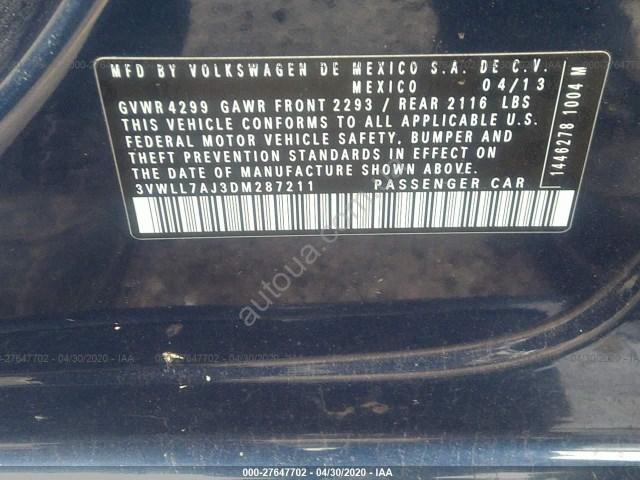 MFD BY VOLKSWAGEN DE MEXICO S.A. DE C.V.
MEXICO 04/13
GVWR 4299 GAWR FRONT 2293 / REAR 2116 LBS
THIS VEHICLE CONFORMS TO ALL APPLICABLE U.S.
FEDERAL MOTOR VEHICLE SAFETY, BUMPER AND
THEFT PREVENTION STANDARDS IN EFFECT ON
THE DATE OF MANUFACTURE SHOWN ABOVE.
3VWLL7AJ3DM287211 PASSENGER CAR
1446278 1004 M
autoua.com
000-27647702 - 04/30/2020 - IAA